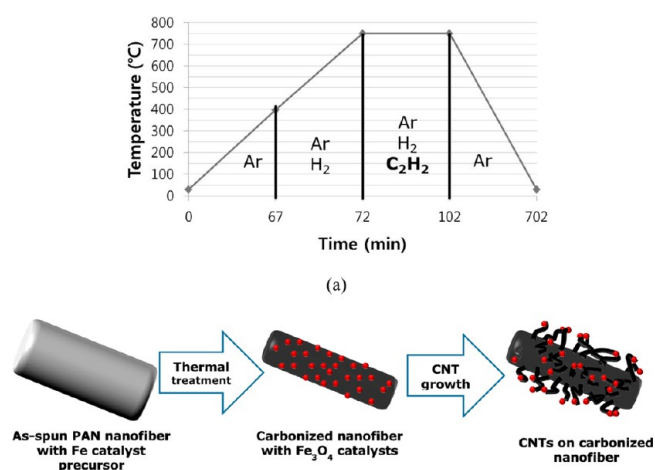 Temperature (℃)
800
700
600
500
400
300
200
100
0
Ar
Ar
H₂
Ar
H₂
C₂H₂
Ar
0
67
72
102
702
Time (min)
(a)
Thermal
treatment
CNT
growth
As-spun PAN nanofiber
with Fe catalyst
precursor
Carbonized nanofiber
with Fe₃O₄ catalysts
CNTs on carbonized
nanofiber